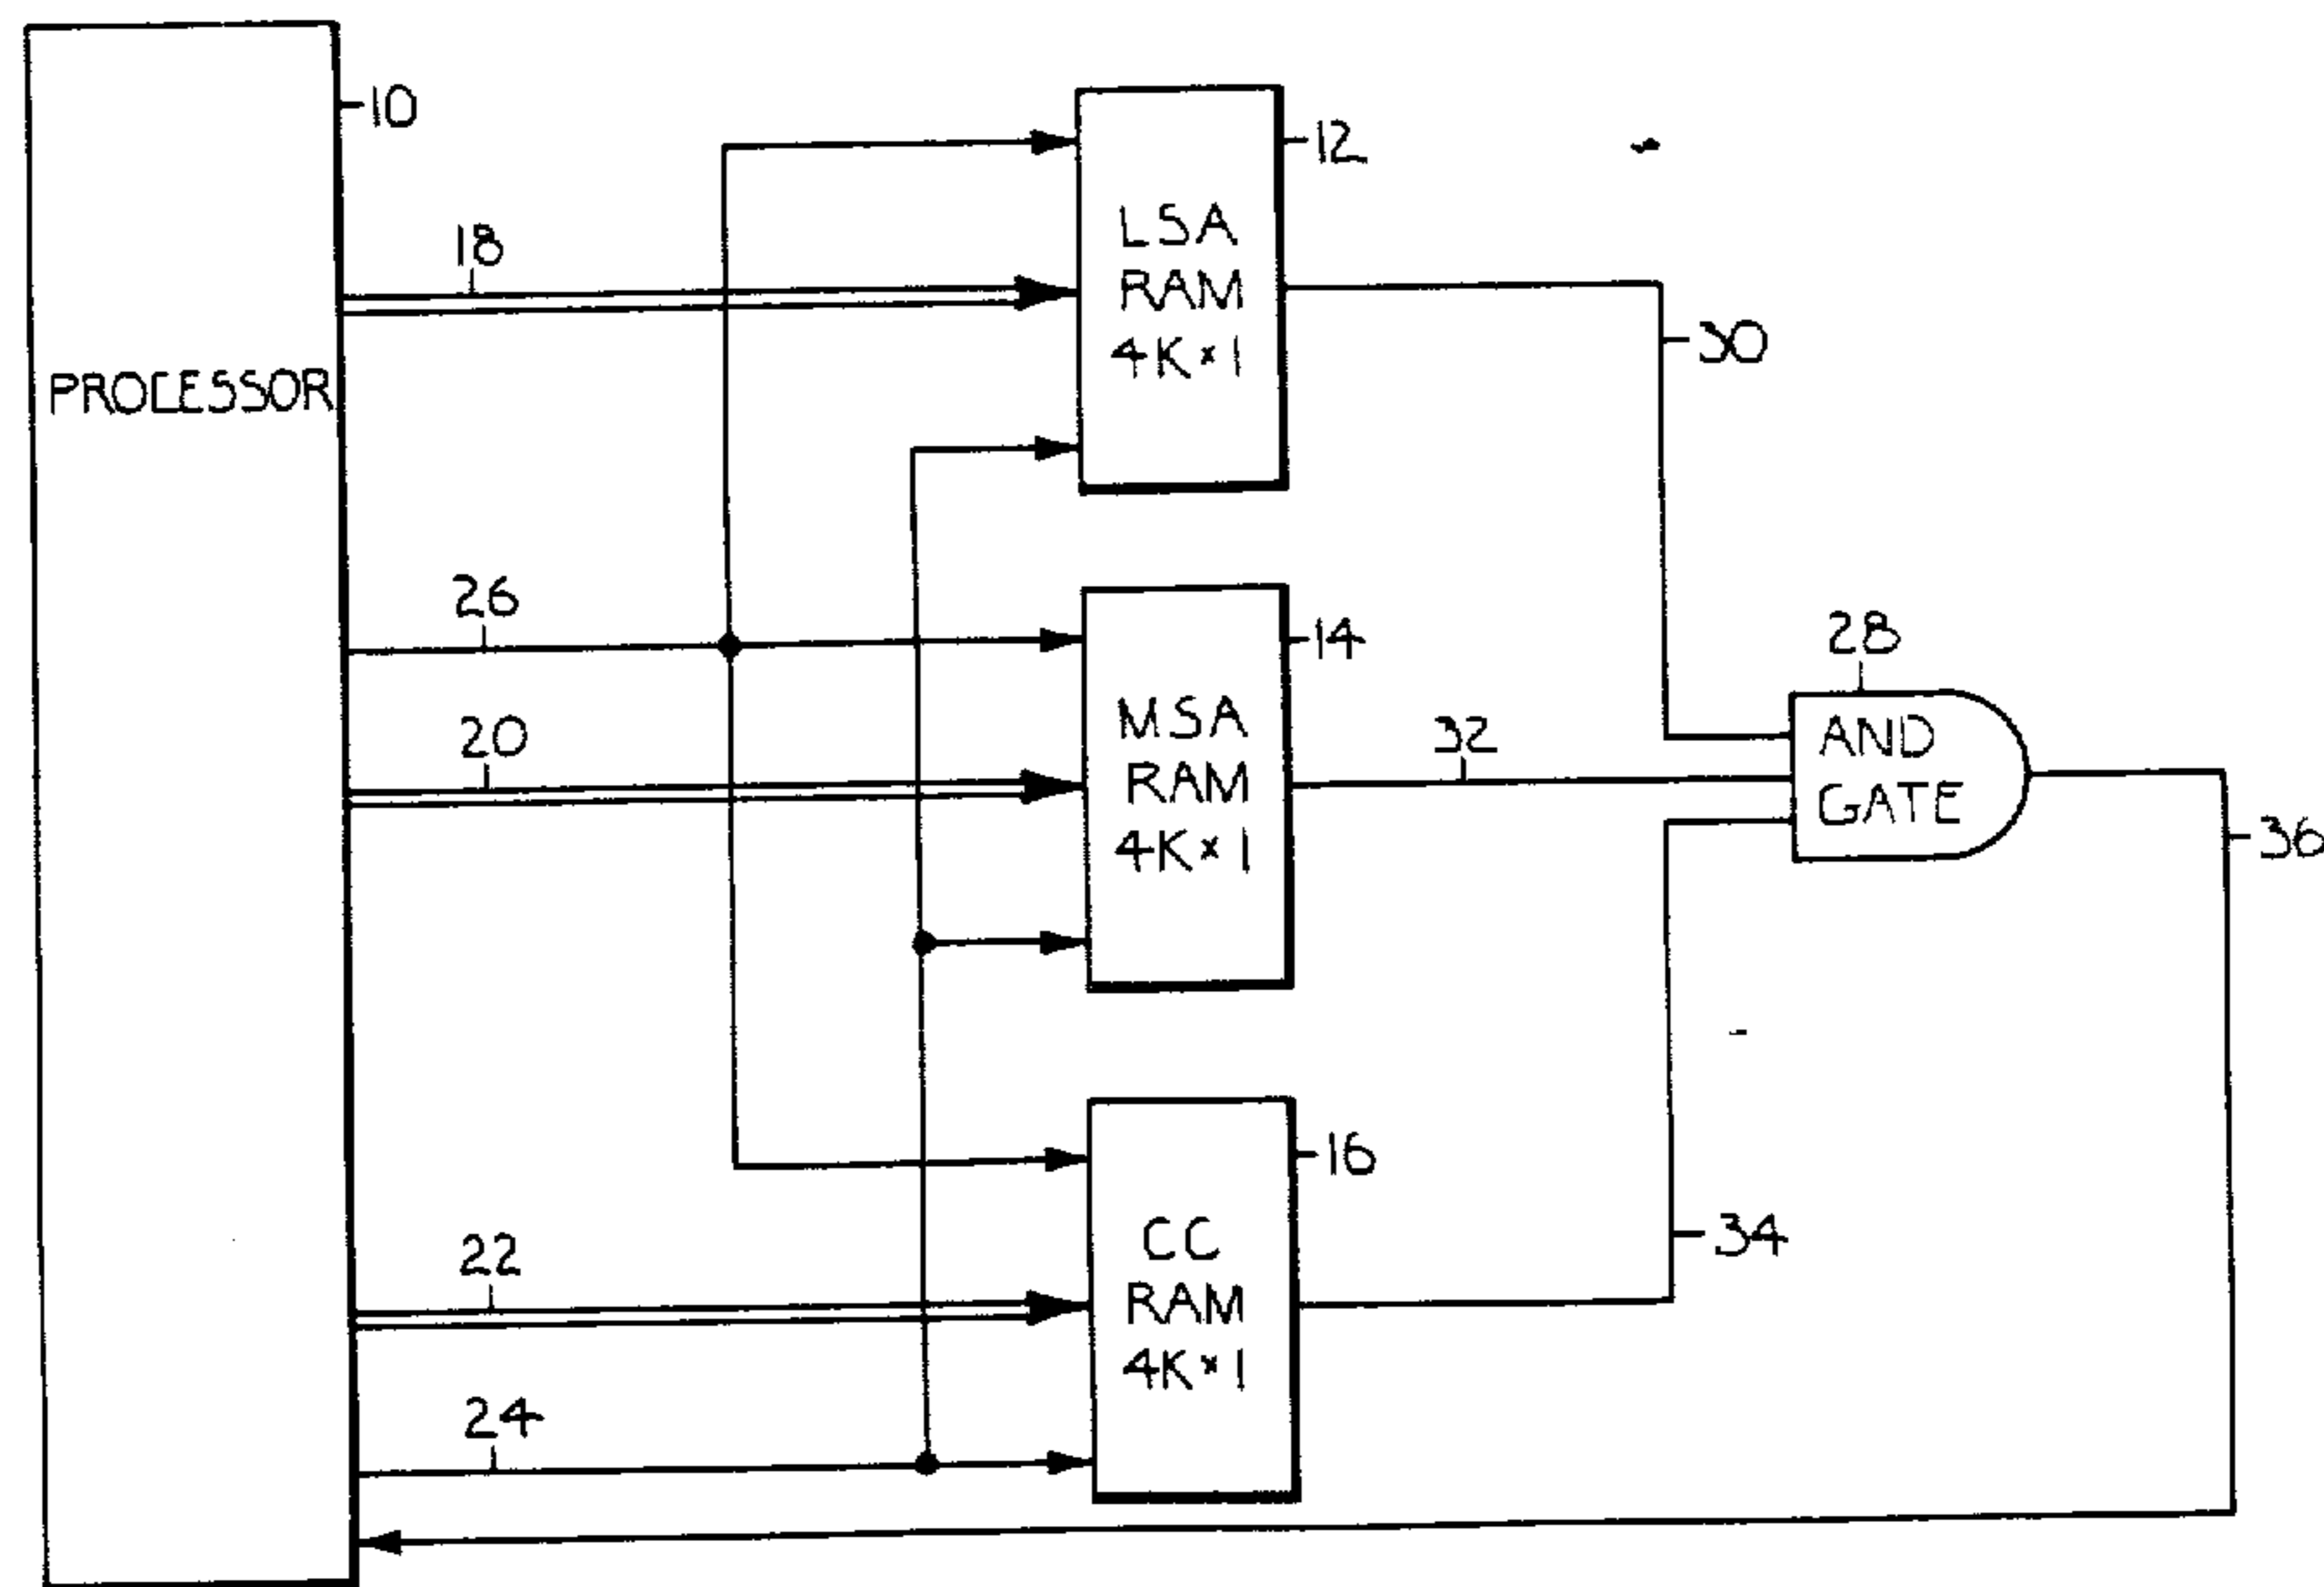 10
PROCESSOR
18
26
20
22
24
12
LSA
RAM
4K×1
14
MSA
RAM
4K×1
16
CC
RAM
4K×1
30
32
34
28
AND
GATE
36